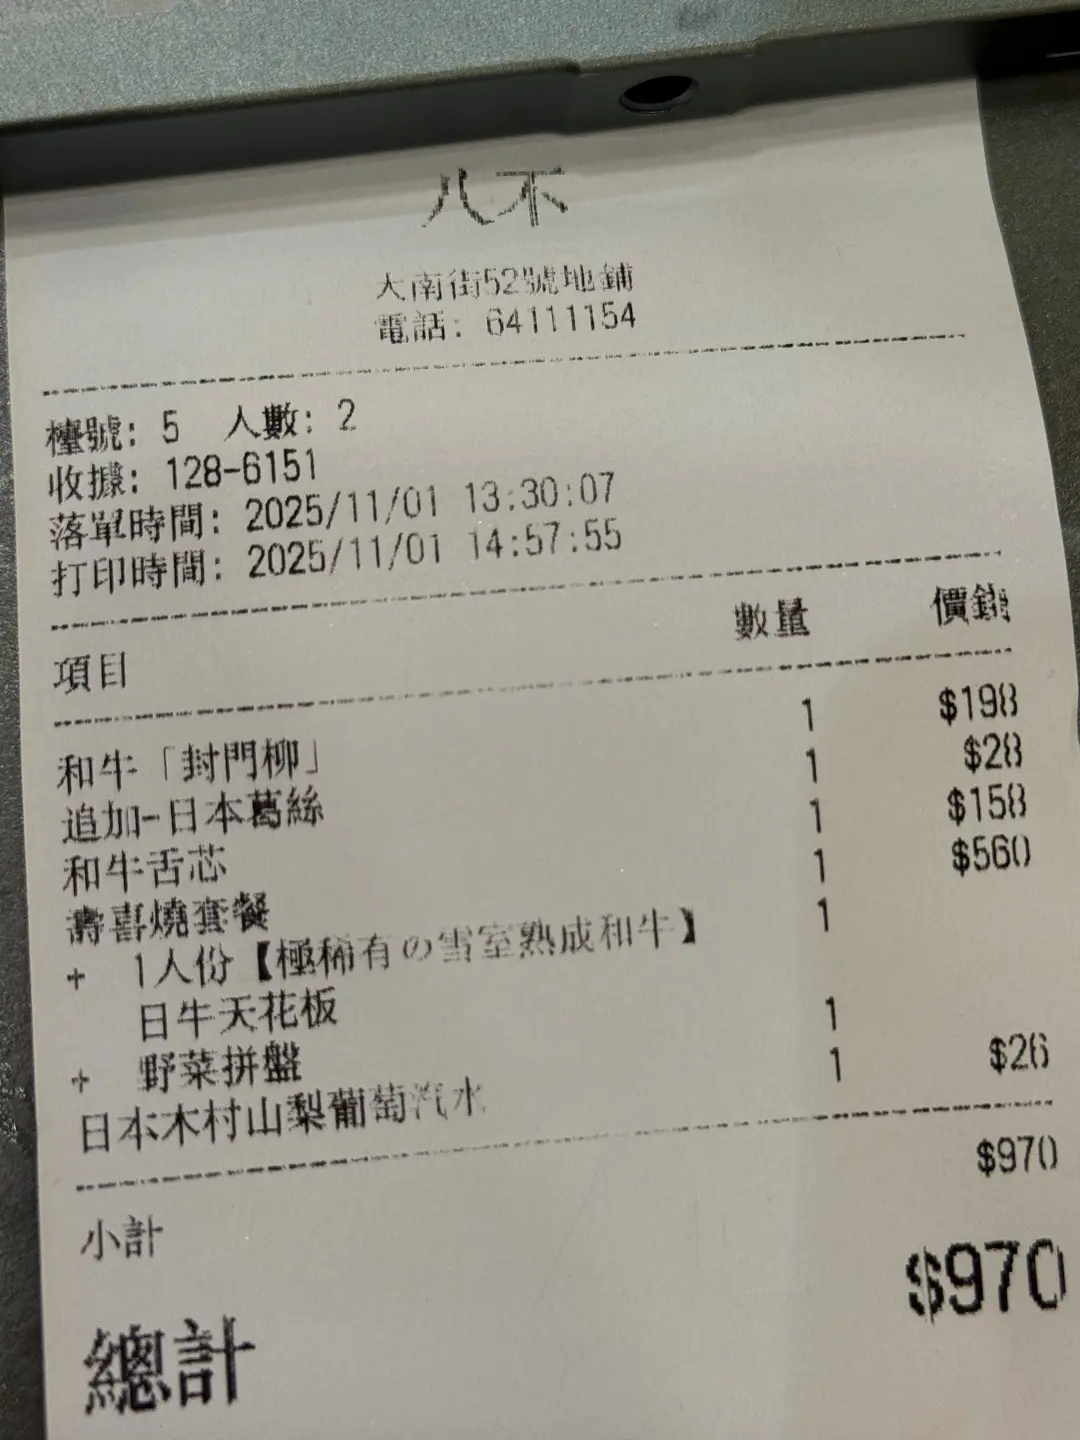 八不
大南街52號地鋪
電話: 64111154
檯號: 5 人數: 2
收據: 128-6151
落單時間: 2025/11/01 13:30:07
打印時間: 2025/11/01 14:57:55
項目 數量 價錢
和牛「封門柳」 1 $198
追加-日本葛絲 1 $28
和牛舌芯 1 $158
壽喜燒套餐 1 $560
+ 1人份【極稀有の雪室熟成和牛】 1
日牛天花板
+ 野菜拼盤 1
日本木村山梨葡萄汽水 1 $26
小計 $970
總計 $970